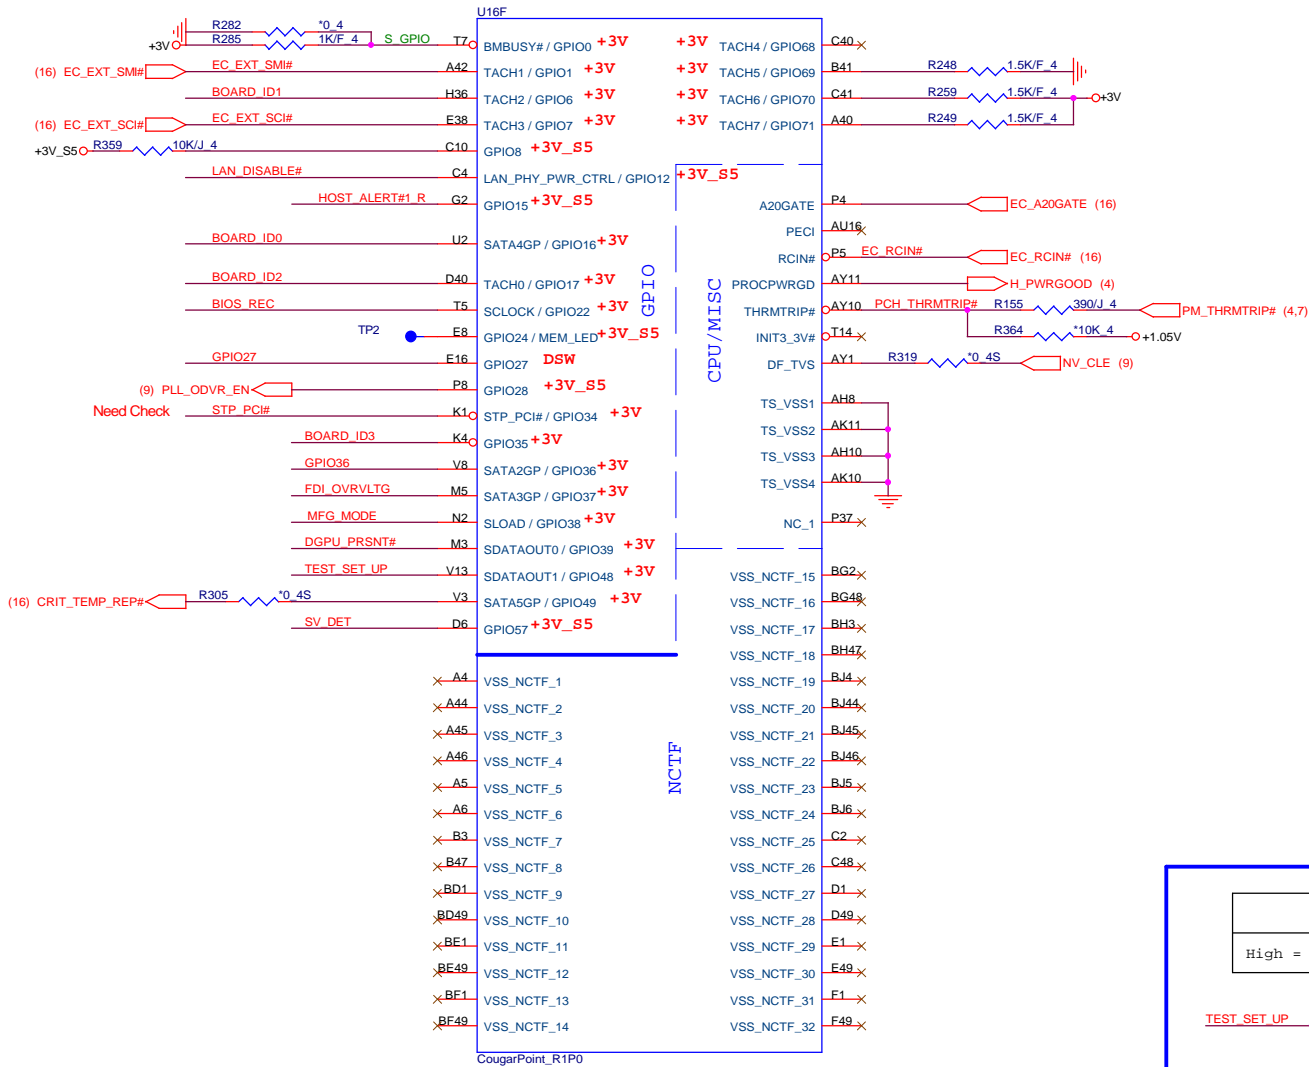 U16F
R282 *0_4
+3V R285 1K/F_4 S_GPIO T7 BMBUSY# / GPIO0 +3V +3V TACH4 / GPIO68 C40
(16) EC_EXT_SMI# EC_EXT_SMI# A42 TACH1 / GPIO1 +3V +3V TACH5 / GPIO69 B41 R248 1.5K/F_4
BOARD_ID1 H36 TACH2 / GPIO6 +3V +3V TACH6 / GPIO70 C41 R259 1.5K/F_4 +3V
(16) EC_EXT_SCI# EC_EXT_SCI# E38 TACH3 / GPIO7 +3V +3V TACH7 / GPIO71 A40 R249 1.5K/F_4
+3V_S5 R359 10K/J_4 C10 GPIO8 +3V_S5
LAN_DISABLE# C4 LAN_PHY_PWR_CTRL / GPIO12 +3V_S5
HOST_ALERT#1_R G2 GPIO15 +3V_S5 A20GATE P4 EC_A20GATE (16)
PECI AU16
BOARD_ID0 U2 SATA4GP / GPIO16 +3V
RCIN# P5 EC_RCIN# EC_RCIN# (16)
BOARD_ID2 D40 TACH0 / GPIO17 +3V PROCPWRGD AY11 H_PWRGOOD (4)
GPIO
CPU/MISC
BIOS_REC T5 SCLOCK / GPIO22 +3V THRMTRIP# AY10 PCH_THRMTRIP# R155 390/J_4 PM_THRMTRIP# (4,7)
TP2 E8 GPIO24 / MEM_LED +3V_S5 INIT3_3V# T14 R364 *10K_4 +1.05V
GPIO27 E16 GPIO27 DSW DF_TVS AY1 R319 *0_4S NV_CLE (9)
(9) PLL_ODVR_EN P8 GPIO28 +3V_S5
TS_VSS1 AH8
Need Check STP_PCI# K1 STP_PCI# / GPIO34 +3V
TS_VSS2 AK11
BOARD_ID3 K4 GPIO35 +3V
TS_VSS3 AH10
GPIO36 V8 SATA2GP / GPIO36 +3V
TS_VSS4 AK10
FDI_OVRVLTG M5 SATA3GP / GPIO37 +3V
MFG_MODE N2 SLOAD / GPIO38 +3V NC_1 P37
DGPU_PRSNT# M3 SDATAOUT0 / GPIO39 +3V
TEST_SET_UP V13 SDATAOUT1 / GPIO48 +3V VSS_NCTF_15 BG2
(16) CRIT_TEMP_REP# R305 *0_4S V3 SATA5GP / GPIO49 +3V VSS_NCTF_16 BG48
SV_DET D6 GPIO57 +3V_S5 VSS_NCTF_17 BH3
VSS_NCTF_18 BH47
A4 VSS_NCTF_1 VSS_NCTF_19 BJ4
A44 VSS_NCTF_2 VSS_NCTF_20 BJ44
A45 VSS_NCTF_3 VSS_NCTF_21 BJ45
A46 VSS_NCTF_4 VSS_NCTF_22 BJ46
NCTF
A5 VSS_NCTF_5 VSS_NCTF_23 BJ5
A6 VSS_NCTF_6 VSS_NCTF_24 BJ6
B3 VSS_NCTF_7 VSS_NCTF_25 C2
B47 VSS_NCTF_8 VSS_NCTF_26 C48
BD1 VSS_NCTF_9 VSS_NCTF_27 D1
BD49 VSS_NCTF_10 VSS_NCTF_28 D49
BE1 VSS_NCTF_11 VSS_NCTF_29 E1
BE49 VSS_NCTF_12 VSS_NCTF_30 E49
BF1 VSS_NCTF_13 VSS_NCTF_31 F1
BF49 VSS_NCTF_14 VSS_NCTF_32 F49
CougarPoint_R1P0
High =
TEST_SET_UP